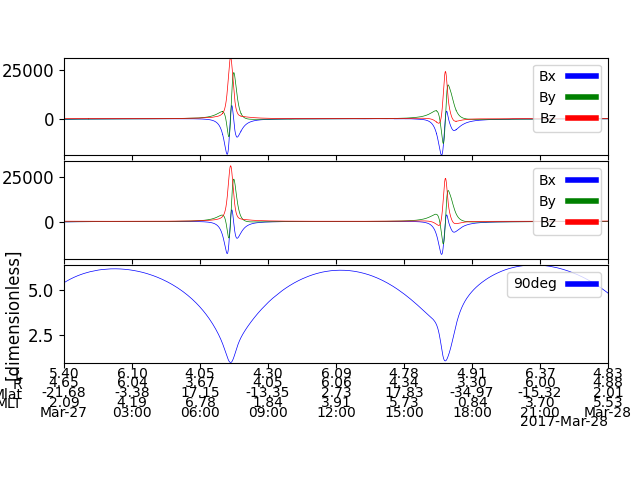 25000
0
Bx
By
Bz
25000
0
Bx
By
Bz
[dimensionless]
5.0
2.5
90deg
L 5.40 6.10 4.05 4.30 6.09 4.78 4.91 6.37 4.83
R 4.65 6.04 3.67 4.05 6.06 4.34 3.30 6.00 4.88
-21.68 -3.38 17.15 -13.35 2.73 17.83 -34.97 -15.32 2.01
MLT 2.09 4.19 6.78 1.84 3.91 5.73 0.84 3.70 5.53
Mar-27 03:00 06:00 09:00 12:00 15:00 18:00 21:00 Mar-28
2017-Mar-28